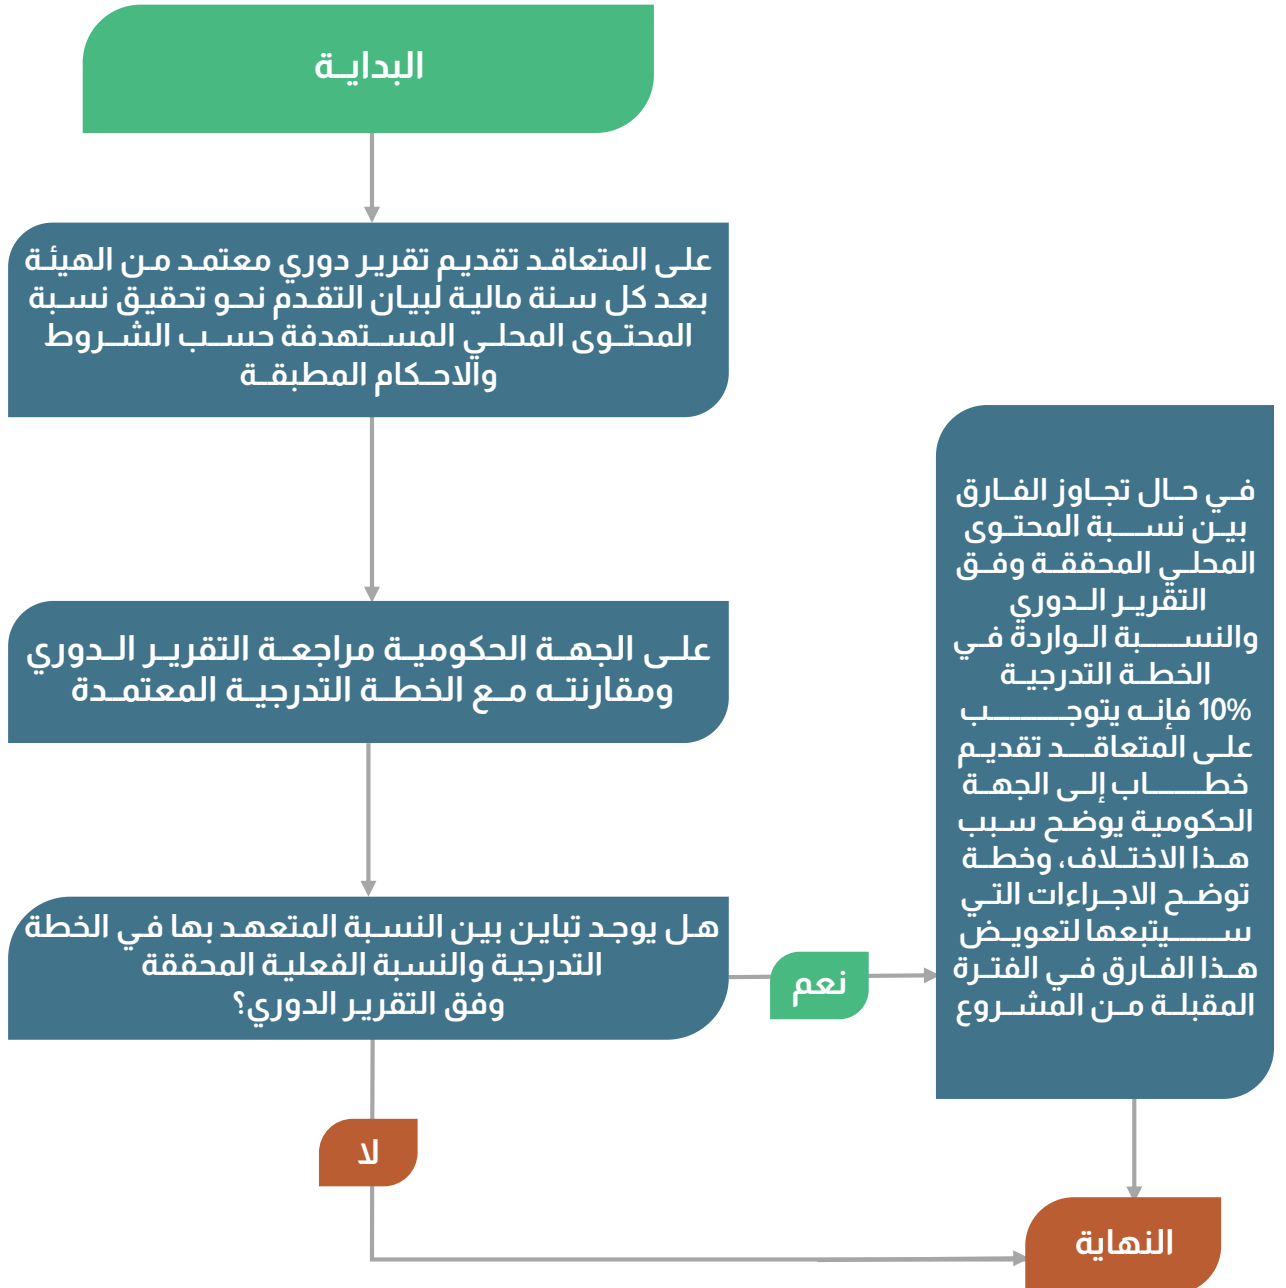 البداية
على المتعاقد تقديم تقرير دوري معتمد من الهيئة
بعد كل سنة مالية لبيان التقدم نحو تحقيق نسبة
المحتوى المحلي المستهدفة حسب الشروط
والاحكام المطبقة
على الجهة الحكومية مراجعة التقرير الدوري
ومقارنته مع الخطة التدرجية المعتمدة
هل يوجد تباين بين النسبة المتعهد بها في الخطة
التدرجية والنسبة الفعلية المحققة
وفق التقرير الدوري؟
نعم
في حال تجاوز الفارق
بين نسبة المحتوى
المحلي المحققة وفق
التقرير الدوري
والنسبة الواردة في
الخطة التدرجية
10% فإنه يتوجب
على المتعاقد تقديم
خطاب إلى الجهة
الحكومية يوضح سبب
هذا الاختلاف، وخطة
توضح الاجراءات التي
سيتبعها لتعويض
هذا الفارق في الفترة
المقبلة من المشروع
لا
النهاية